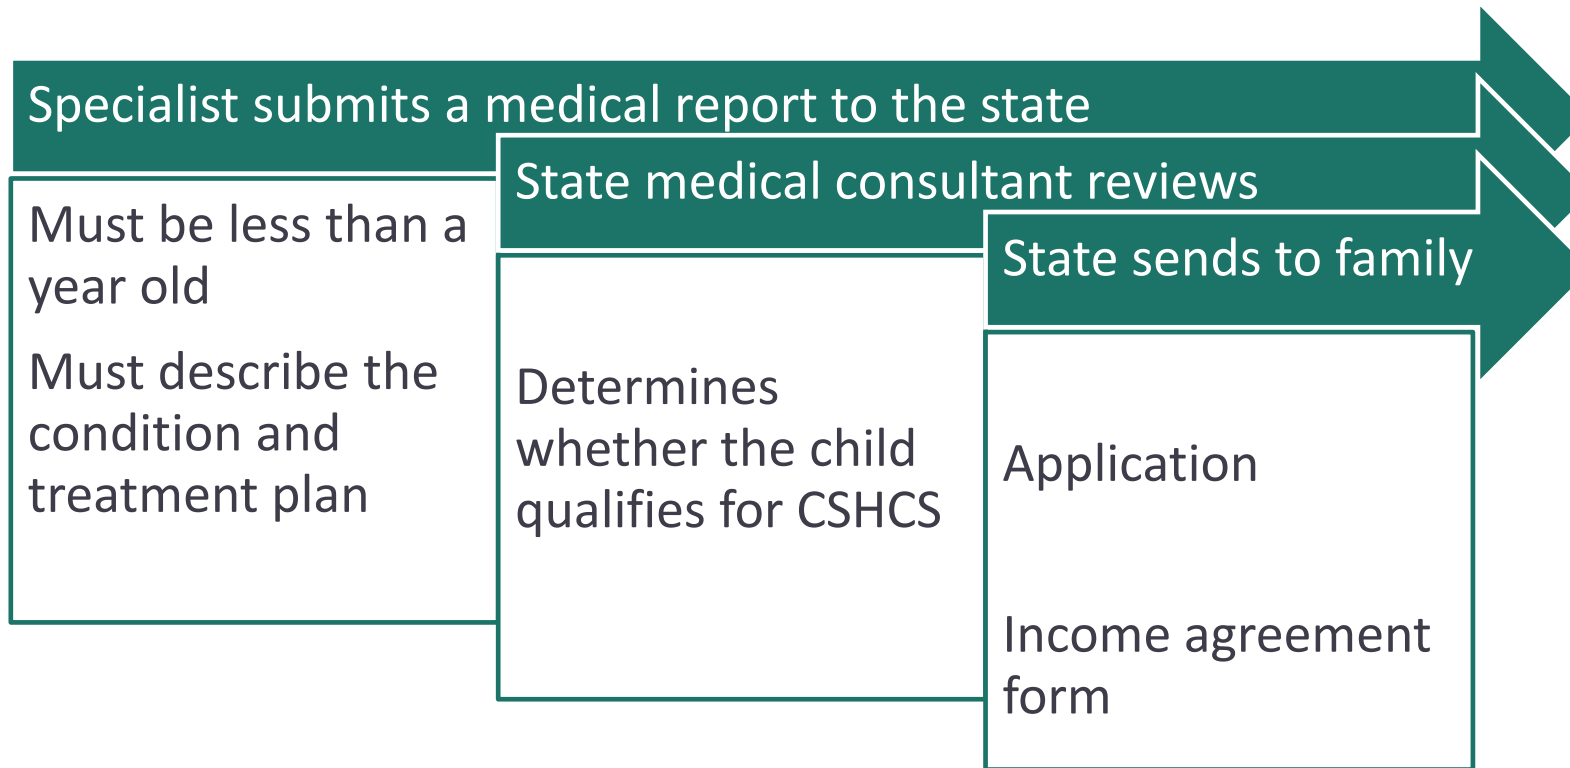 Specialist submits a medical report to the state
Must be less than a
year old
Must describe the
condition and
treatment plan
State medical consultant reviews
Determines
whether the child
qualifies for CSHCS
State sends to family
Application
Income agreement
form